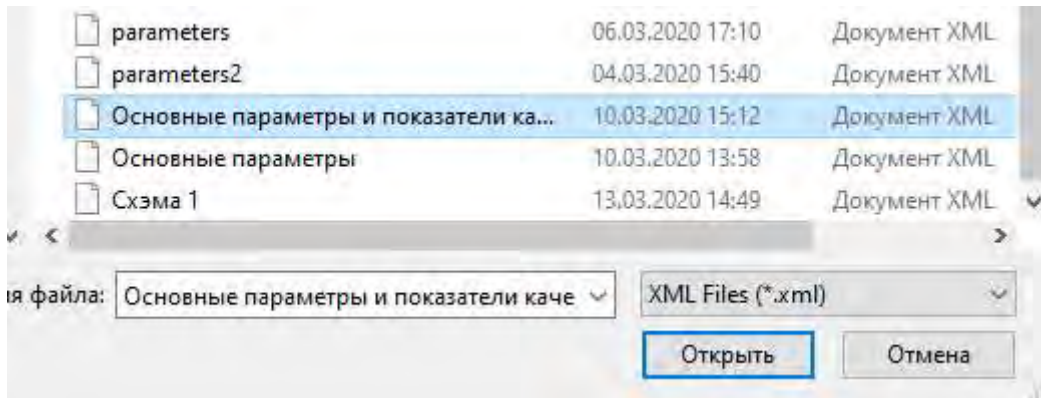 parameters 06.03.2020 17:10 Документ XML
parameters2 04.03.2020 15:40 Документ XML
Основные параметры и показатели ка... 10.03.2020 15:12 Документ XML
Основные параметры 10.03.2020 13:58 Документ XML
Схэма 1 13.03.2020 14:49 Документ XML
я файла: Основные параметры и показатели каче XML Files (*.xml)
Открыть Отмена